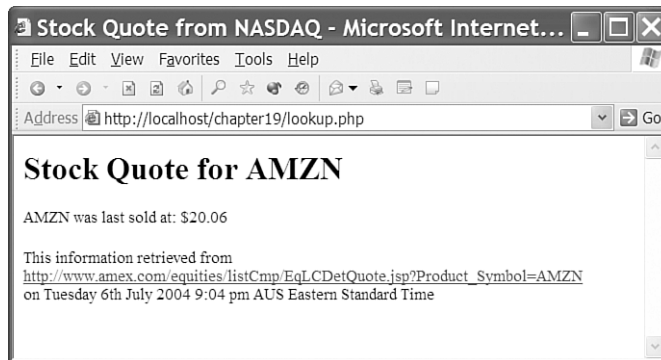 Stock Quote from NASDAQ - Microsoft Internet...
File Edit View Favorites Tools Help
Address http://localhost/chapter19/lookup.php Go
Stock Quote for AMZN
AMZN was last sold at: $20.06
This information retrieved from
http://www.amex.com/equities/listCmp/EqLCDetQuote.jsp?Product_Symbol=AMZN
on Tuesday 6th July 2004 9:04 pm AUS Eastern Standard Time